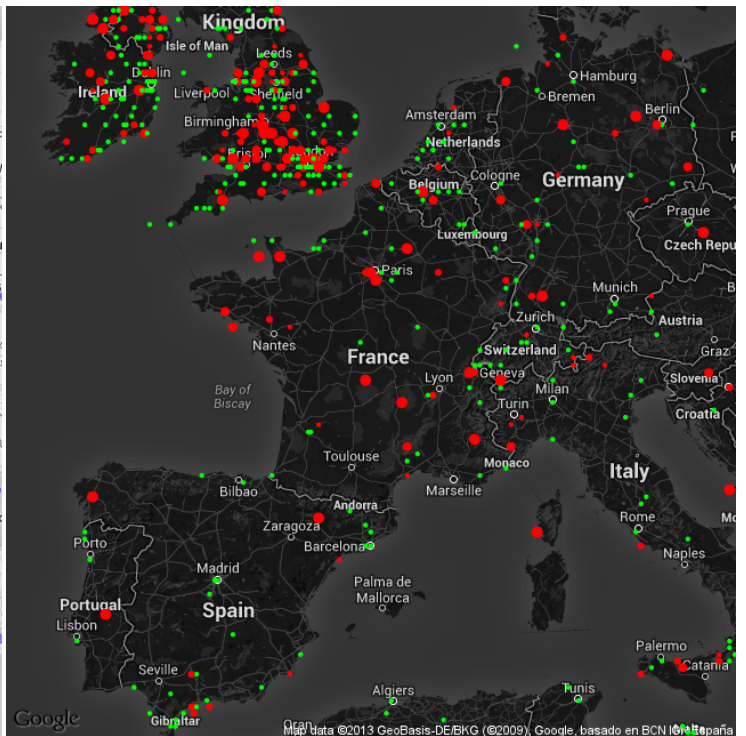 Kingdom
Isle of Man
Leeds
Dublin
Ireland
Liverpool
Sheffield
Birmingham
Bristol
London
Hamburg
Bremen
Berlin
Amsterdam
Netherlands
Belgium
Cologne
Germany
Prague
Luxembourg
Czech Repu
Paris
Munich
Zurich
Austria
Nantes
France
Switzerland
Graz
Lyon
Geneva
Slovenia
Bay of
Biscay
Milan
Turin
Croatia
Toulouse
Monaco
Italy
Bilbao
Marseille
Andorra
Rome
Zaragoza
Porto
Barcelona
Naples
Madrid
Palma de
Mallorca
Portugal
Spain
Lisbon
Palermo
Seville
Catania
Algiers
Tunis
Google
Gibraltar
Oran
Map data ©2013 GeoBasis-DE/BKG (©2009), Google, basado en BCN IGN España